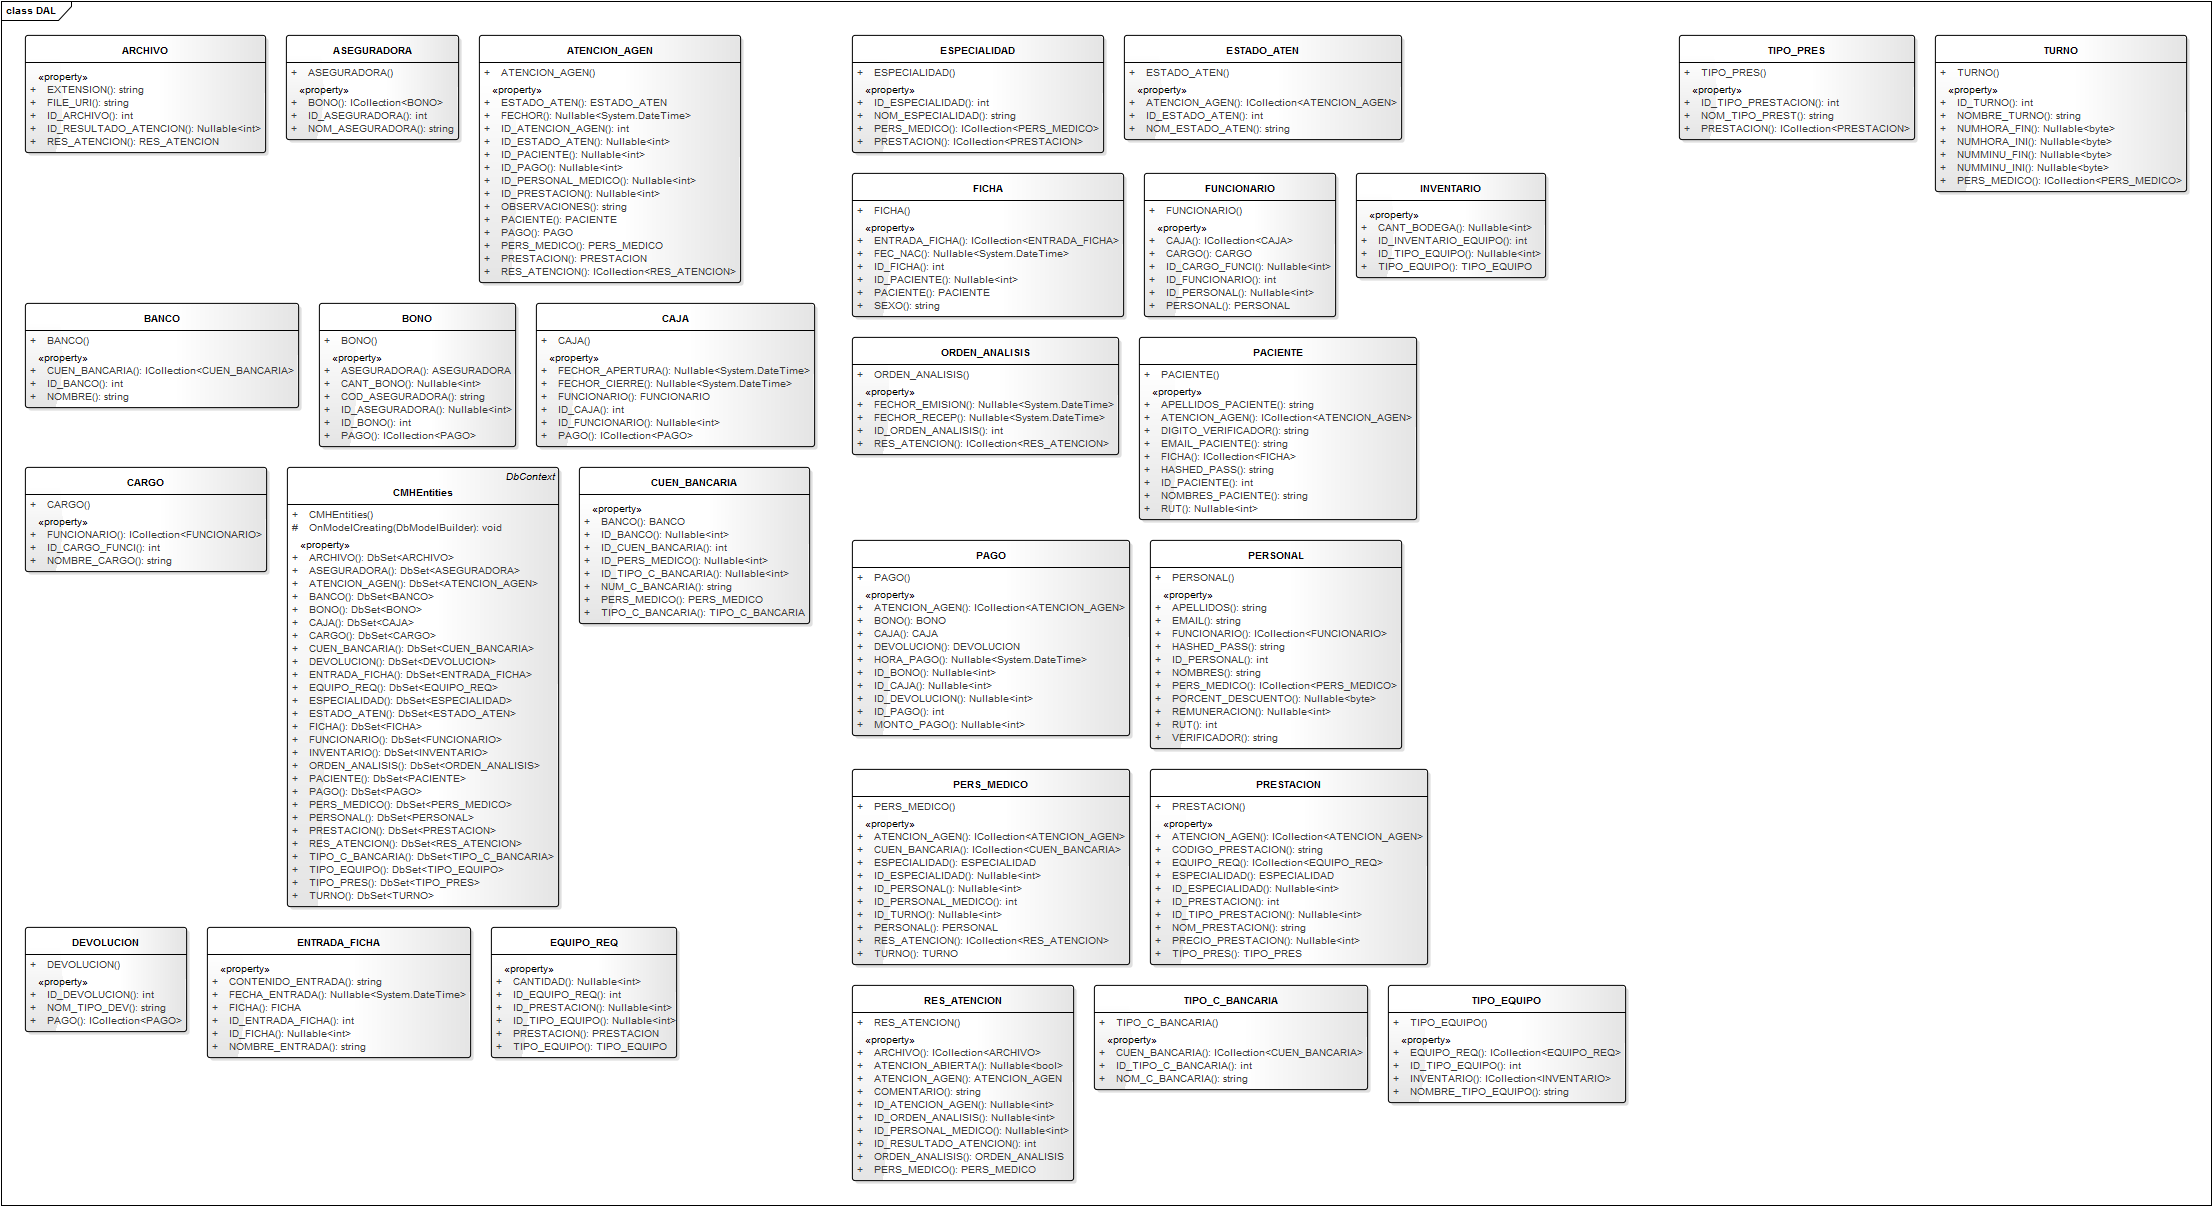 class DAL
ARCHIVO
«property»
+ EXTENSION(): string
+ FILE_URI(): string
+ ID_ARCHIVO(): int
+ ID_RESULTADO_ATENCION(): Nullable<int>
+ RES_ATENCION(): RES_ATENCION
ASEGURADORA
+ ASEGURADORA()
«property»
+ BONO(): ICollection<BONO>
+ ID_ASEGURADORA(): int
+ NOM_ASEGURADORA(): string
ATENCION_AGEN
+ ATENCION_AGEN()
«property»
+ ESTADO_ATEN(): ESTADO_ATEN
+ FECHOR(): Nullable<System.DateTime>
+ ID_ATENCION_AGEN(): int
+ ID_ESTADO_ATEN(): Nullable<int>
+ ID_PACIENTE(): Nullable<int>
+ ID_PAGO(): Nullable<int>
+ ID_PERSONAL_MEDICO(): Nullable<int>
+ ID_PRESTACION(): Nullable<int>
+ OBSERVACIONES(): string
+ PACIENTE(): PACIENTE
+ PAGO(): PAGO
+ PERS_MEDICO(): PERS_MEDICO
+ PRESTACION(): PRESTACION
+ RES_ATENCION(): ICollection<RES_ATENCION>
ESPECIALIDAD
+ ESPECIALIDAD()
«property»
+ ID_ESPECIALIDAD(): int
+ NOM_ESPECIALIDAD(): string
+ PERS_MEDICO(): ICollection<PERS_MEDICO>
+ PRESTACION(): ICollection<PRESTACION>
ESTADO_ATEN
+ ESTADO_ATEN()
«property»
+ ATENCION_AGEN(): ICollection<ATENCION_AGEN>
+ ID_ESTADO_ATEN(): int
+ NOM_ESTADO_ATEN(): string
TIPO_PRES
+ TIPO_PRES()
«property»
+ ID_TIPO_PRESTACION(): int
+ NOM_TIPO_PREST(): string
+ PRESTACION(): ICollection<PRESTACION>
TURNO
+ TURNO()
«property»
+ ID_TURNO(): int
+ NOMBRE_TURNO(): string
+ NUMHORA_FIN(): Nullable<byte>
+ NUMHORA_INI(): Nullable<byte>
+ NUMMINU_FIN(): Nullable<byte>
+ NUMMINU_INI(): Nullable<byte>
+ PERS_MEDICO(): ICollection<PERS_MEDICO>
FICHA
+ FICHA()
«property»
+ ENTRADA_FICHA(): ICollection<ENTRADA_FICHA>
+ FEC_NAC(): Nullable<System.DateTime>
+ ID_FICHA(): int
+ ID_PACIENTE(): Nullable<int>
+ PACIENTE(): PACIENTE
+ SEXO(): string
FUNCIONARIO
+ FUNCIONARIO()
«property»
+ CAJA(): ICollection<CAJA>
+ CARGO(): CARGO
+ ID_CARGO_FUNCI(): Nullable<int>
+ ID_FUNCIONARIO(): int
+ ID_PERSONAL(): Nullable<int>
+ PERSONAL(): PERSONAL
INVENTARIO
«property»
+ CANT_BODEGA(): Nullable<int>
+ ID_INVENTARIO_EQUIPO(): int
+ ID_TIPO_EQUIPO(): Nullable<int>
+ TIPO_EQUIPO(): TIPO_EQUIPO
BANCO
+ BANCO()
«property»
+ CUEN_BANCARIA(): ICollection<CUEN_BANCARIA>
+ ID_BANCO(): int
+ NOMBRE(): string
BONO
+ BONO()
«property»
+ ASEGURADORA(): ASEGURADORA
+ CANT_BONO(): Nullable<int>
+ COD_ASEGURADORA(): string
+ ID_ASEGURADORA(): Nullable<int>
+ ID_BONO(): int
+ PAGO(): ICollection<PAGO>
CAJA
+ CAJA()
«property»
+ FECHOR_APERTURA(): Nullable<System.DateTime>
+ FECHOR_CIERRE(): Nullable<System.DateTime>
+ FUNCIONARIO(): FUNCIONARIO
+ ID_CAJA(): int
+ ID_FUNCIONARIO(): Nullable<int>
+ PAGO(): ICollection<PAGO>
ORDEN_ANALISIS
+ ORDEN_ANALISIS()
«property»
+ FECHOR_EMISION(): Nullable<System.DateTime>
+ FECHOR_RECEP(): Nullable<System.DateTime>
+ ID_ORDEN_ANALISIS(): int
+ RES_ATENCION(): ICollection<RES_ATENCION>
PACIENTE
+ PACIENTE()
«property»
+ APELLIDOS_PACIENTE(): string
+ ATENCION_AGEN(): ICollection<ATENCION_AGEN>
+ DIGITO_VERIFICADOR(): string
+ EMAIL_PACIENTE(): string
+ FICHA(): ICollection<FICHA>
+ HASHED_PASS(): string
+ ID_PACIENTE(): int
+ NOMBRES_PACIENTE(): string
+ RUT(): Nullable<int>
CARGO
+ CARGO()
«property»
+ FUNCIONARIO(): ICollection<FUNCIONARIO>
+ ID_CARGO_FUNCI(): int
+ NOMBRE_CARGO(): string
DbContext
CMHEntities
+ CMHEntities()
# OnModelCreating(DbModelBuilder): void
«property»
+ ARCHIVO(): DbSet<ARCHIVO>
+ ASEGURADORA(): DbSet<ASEGURADORA>
+ ATENCION_AGEN(): DbSet<ATENCION_AGEN>
+ BANCO(): DbSet<BANCO>
+ BONO(): DbSet<BONO>
+ CAJA(): DbSet<CAJA>
+ CARGO(): DbSet<CARGO>
+ CUEN_BANCARIA(): DbSet<CUEN_BANCARIA>
+ DEVOLUCION(): DbSet<DEVOLUCION>
+ ENTRADA_FICHA(): DbSet<ENTRADA_FICHA>
+ EQUIPO_REQ(): DbSet<EQUIPO_REQ>
+ ESPECIALIDAD(): DbSet<ESPECIALIDAD>
+ ESTADO_ATEN(): DbSet<ESTADO_ATEN>
+ FICHA(): DbSet<FICHA>
+ FUNCIONARIO(): DbSet<FUNCIONARIO>
+ INVENTARIO(): DbSet<INVENTARIO>
+ ORDEN_ANALISIS(): DbSet<ORDEN_ANALISIS>
+ PACIENTE(): DbSet<PACIENTE>
+ PAGO(): DbSet<PAGO>
+ PERS_MEDICO(): DbSet<PERS_MEDICO>
+ PERSONAL(): DbSet<PERSONAL>
+ PRESTACION(): DbSet<PRESTACION>
+ RES_ATENCION(): DbSet<RES_ATENCION>
+ TIPO_C_BANCARIA(): DbSet<TIPO_C_BANCARIA>
+ TIPO_EQUIPO(): DbSet<TIPO_EQUIPO>
+ TIPO_PRES(): DbSet<TIPO_PRES>
+ TURNO(): DbSet<TURNO>
CUEN_BANCARIA
«property»
+ BANCO(): BANCO
+ ID_BANCO(): Nullable<int>
+ ID_CUEN_BANCARIA(): int
+ ID_PERS_MEDICO(): Nullable<int>
+ ID_TIPO_C_BANCARIA(): Nullable<int>
+ NUM_C_BANCARIA(): string
+ PERS_MEDICO(): PERS_MEDICO
+ TIPO_C_BANCARIA(): TIPO_C_BANCARIA
PAGO
+ PAGO()
«property»
+ ATENCION_AGEN(): ICollection<ATENCION_AGEN>
+ BONO(): BONO
+ CAJA(): CAJA
+ DEVOLUCION(): DEVOLUCION
+ HORA_PAGO(): Nullable<System.DateTime>
+ ID_BONO(): Nullable<int>
+ ID_CAJA(): Nullable<int>
+ ID_DEVOLUCION(): Nullable<int>
+ ID_PAGO(): int
+ MONTO_PAGO(): Nullable<int>
PERSONAL
+ PERSONAL()
«property»
+ APELLIDOS(): string
+ EMAIL(): string
+ FUNCIONARIO(): ICollection<FUNCIONARIO>
+ HASHED_PASS(): string
+ ID_PERSONAL(): int
+ NOMBRES(): string
+ PERS_MEDICO(): ICollection<PERS_MEDICO>
+ PORCENT_DESCUENTO(): Nullable<byte>
+ REMUNERACION(): Nullable<int>
+ RUT(): int
+ VERIFICADOR(): string
PERS_MEDICO
+ PERS_MEDICO()
«property»
+ ATENCION_AGEN(): ICollection<ATENCION_AGEN>
+ CUEN_BANCARIA(): ICollection<CUEN_BANCARIA>
+ ESPECIALIDAD(): ESPECIALIDAD
+ ID_ESPECIALIDAD(): Nullable<int>
+ ID_PERSONAL(): Nullable<int>
+ ID_PERSONAL_MEDICO(): int
+ ID_TURNO(): Nullable<int>
+ PERSONAL(): PERSONAL
+ RES_ATENCION(): ICollection<RES_ATENCION>
+ TURNO(): TURNO
PRESTACION
+ PRESTACION()
«property»
+ ATENCION_AGEN(): ICollection<ATENCION_AGEN>
+ CODIGO_PRESTACION(): string
+ EQUIPO_REQ(): ICollection<EQUIPO_REQ>
+ ESPECIALIDAD(): ESPECIALIDAD
+ ID_ESPECIALIDAD(): Nullable<int>
+ ID_PRESTACION(): int
+ ID_TIPO_PRESTACION(): Nullable<int>
+ NOM_PRESTACION(): string
+ PRECIO_PRESTACION(): Nullable<int>
+ TIPO_PRES(): TIPO_PRES
DEVOLUCION
+ DEVOLUCION()
«property»
+ ID_DEVOLUCION(): int
+ NOM_TIPO_DEV(): string
+ PAGO(): ICollection<PAGO>
ENTRADA_FICHA
«property»
+ CONTENIDO_ENTRADA(): string
+ FECHA_ENTRADA(): Nullable<System.DateTime>
+ FICHA(): FICHA
+ ID_ENTRADA_FICHA(): int
+ ID_FICHA(): Nullable<int>
+ NOMBRE_ENTRADA(): string
EQUIPO_REQ
«property»
+ CANTIDAD(): Nullable<int>
+ ID_EQUIPO_REQ(): int
+ ID_PRESTACION(): Nullable<int>
+ ID_TIPO_EQUIPO(): Nullable<int>
+ PRESTACION(): PRESTACION
+ TIPO_EQUIPO(): TIPO_EQUIPO
RES_ATENCION
+ RES_ATENCION()
«property»
+ ARCHIVO(): ICollection<ARCHIVO>
+ ATENCION_ABIERTA(): Nullable<bool>
+ ATENCION_AGEN(): ATENCION_AGEN
+ COMENTARIO(): string
+ ID_ATENCION_AGEN(): Nullable<int>
+ ID_ORDEN_ANALISIS(): Nullable<int>
+ ID_PERSONAL_MEDICO(): Nullable<int>
+ ID_RESULTADO_ATENCION(): int
+ ORDEN_ANALISIS(): ORDEN_ANALISIS
+ PERS_MEDICO(): PERS_MEDICO
TIPO_C_BANCARIA
+ TIPO_C_BANCARIA()
«property»
+ CUEN_BANCARIA(): ICollection<CUEN_BANCARIA>
+ ID_TIPO_C_BANCARIA(): int
+ NOM_C_BANCARIA(): string
TIPO_EQUIPO
+ TIPO_EQUIPO()
«property»
+ EQUIPO_REQ(): ICollection<EQUIPO_REQ>
+ ID_TIPO_EQUIPO(): int
+ INVENTARIO(): ICollection<INVENTARIO>
+ NOMBRE_TIPO_EQUIPO(): string